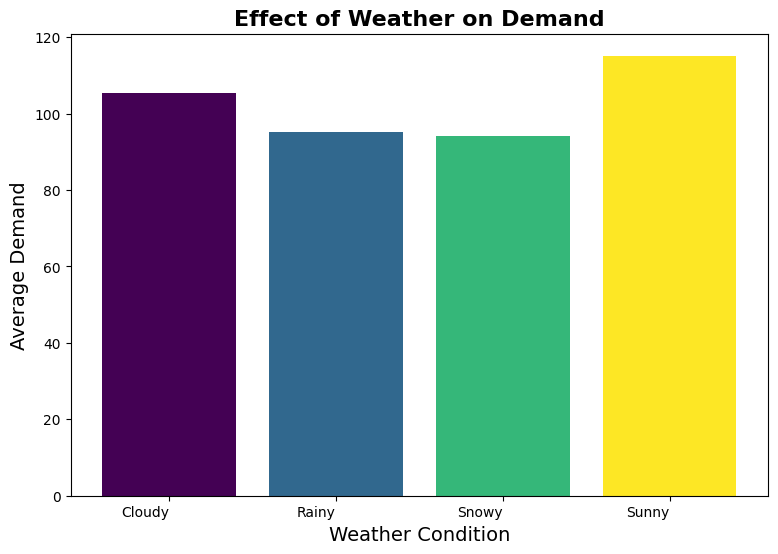 Effect of Weather on Demand
Average Demand
120
100
80
60
40
20
0
Cloudy Rainy Snowy Sunny
Weather Condition